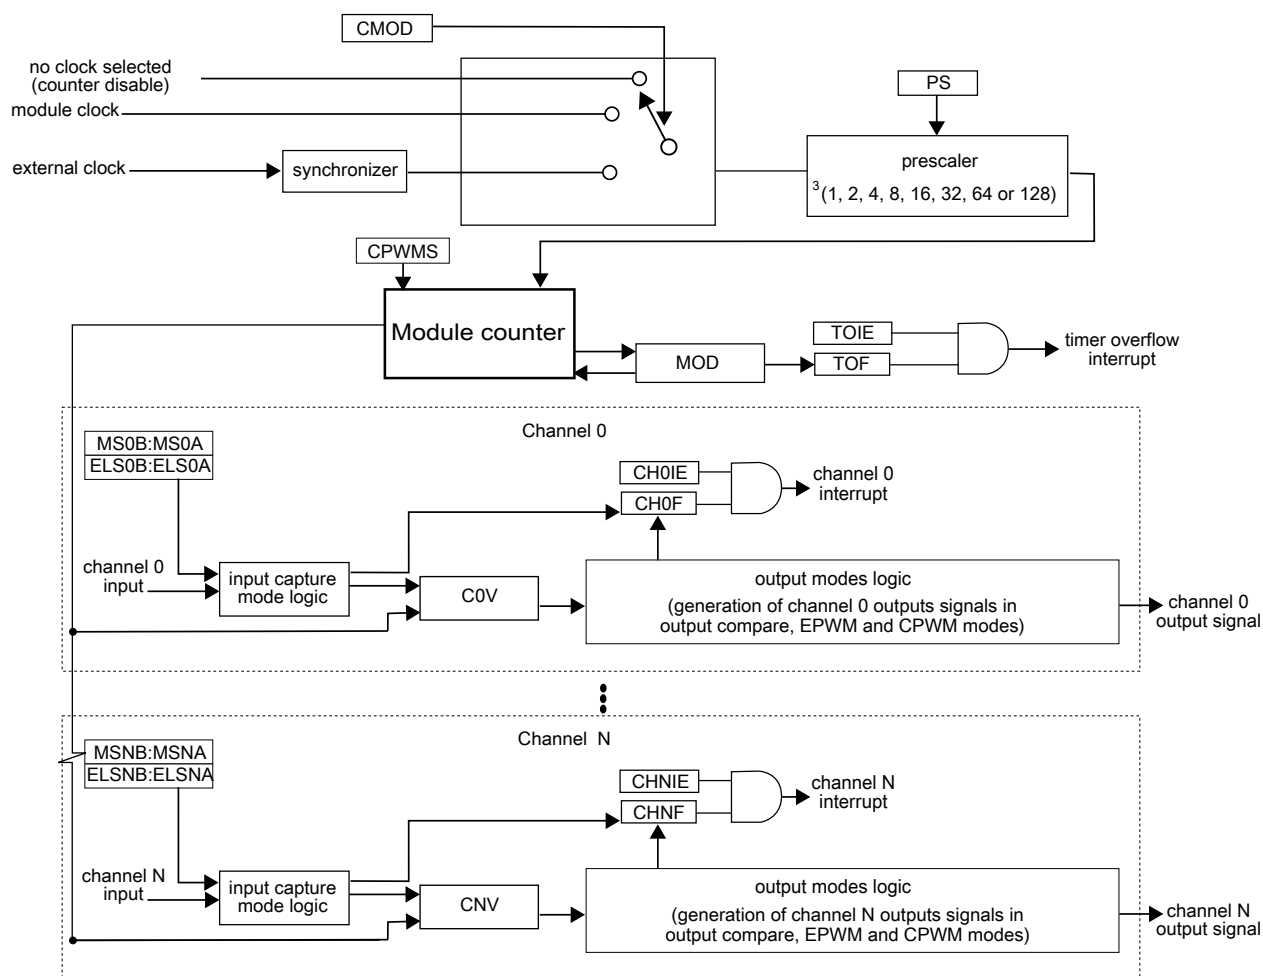 CMOD
no clock selected
(counter disable)
module clock
PS
external clock
synchronizer
prescaler
3 (1, 2, 4, 8, 16, 32, 64 or 128)
CPWMS
Module counter
MOD
TOIE
TOF
timer overflow
interrupt
Channel 0
MS0B:MS0A
ELS0B:ELS0A
CH0IE
CH0F
channel 0
interrupt
channel 0
input
input capture
mode logic
C0V
output modes logic
(generation of channel 0 outputs signals in
output compare, EPWM and CPWM modes)
channel 0
output signal
Channel N
MSNB:MSNA
ELSNB:ELSNA
CHNIE
CHNF
channel N
interrupt
channel N
input
input capture
mode logic
CNV
output modes logic
(generation of channel N outputs signals in
output compare, EPWM and CPWM modes)
channel N
output signal